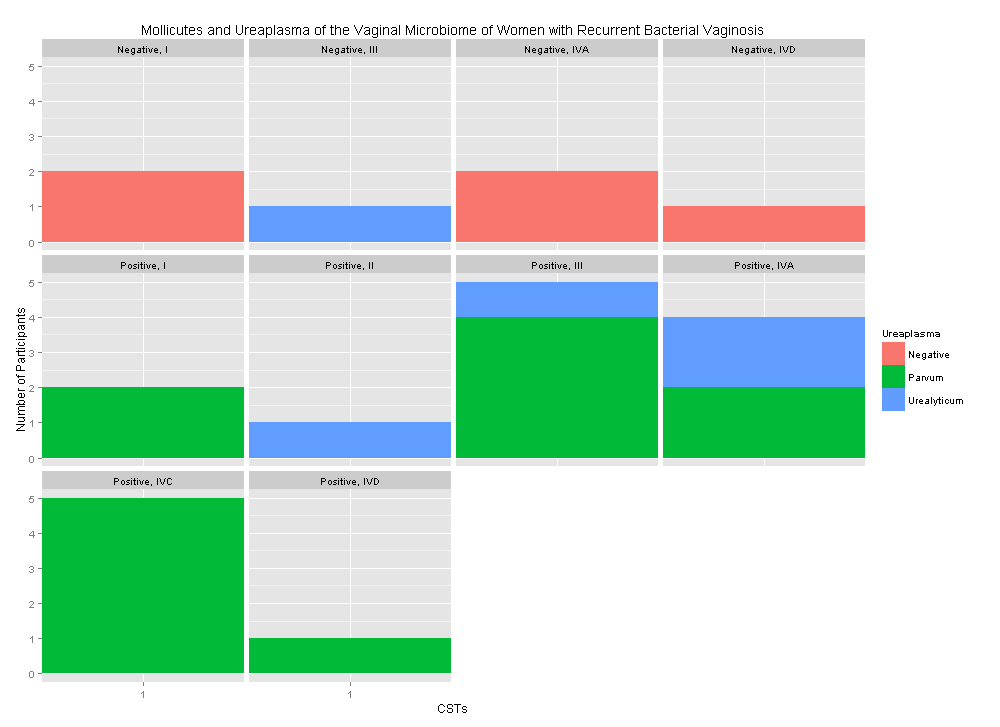 Mollicutes and Ureaplasma of the Vaginal Microbiome of Women with Recurrent Bacterial Vaginosis
Negative, I
Negative, III
Negative, IVA
Negative, IVD
5
4
3
2
1
0
Positive, I
Positive, II
Positive, III
Positive, IVA
5
4
3
2
1
0
Number of Participants
Ureaplasma
Negative
Parvum
Urealyticum
Positive, IVC
Positive, IVD
5
4
3
2
1
0
1
1
CSTs